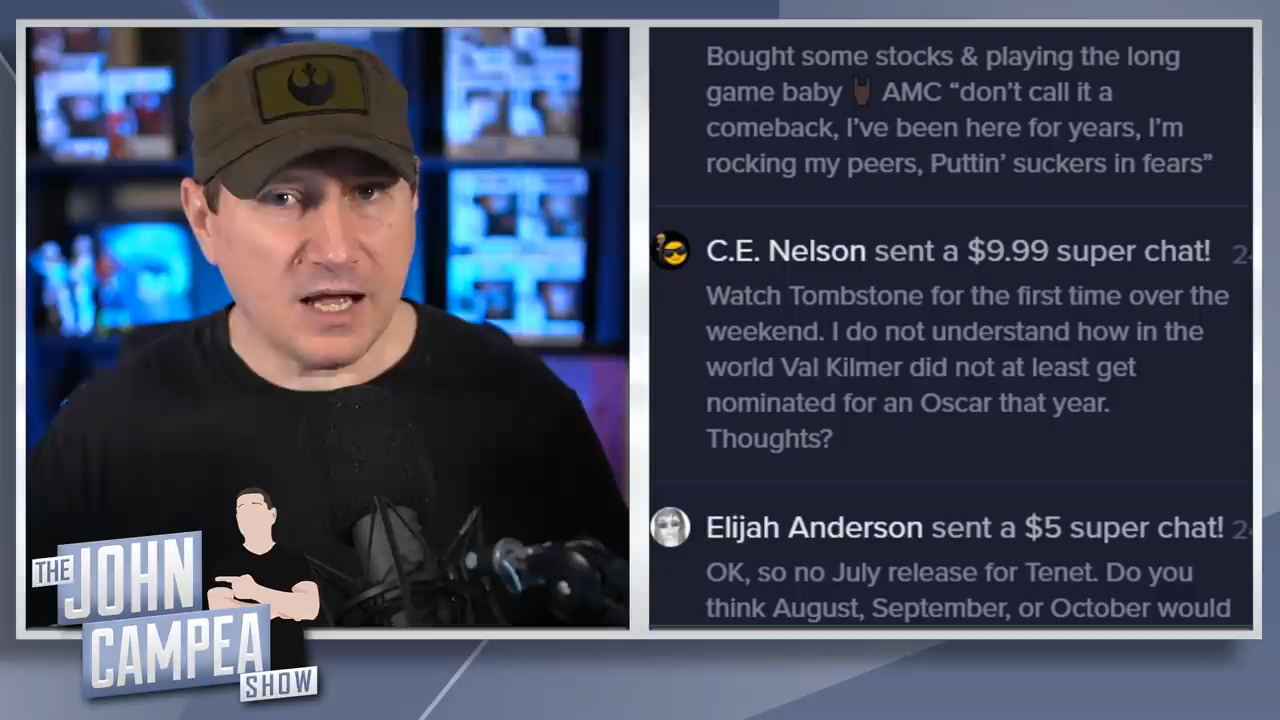 Bought some stocks & playing the long
game baby 🤘🏿 AMC “don’t call it a
comeback, I’ve been here for years, I’m
rocking my peers, Puttin’ suckers in fears”
C.E. Nelson sent a $9.99 super chat!
Watch Tombstone for the first time over the
weekend. I do not understand how in the
world Val Kilmer did not at least get
nominated for an Oscar that year.
Thoughts?
Elijah Anderson sent a $5 super chat!
OK, so no July release for Tenet. Do you
think August, September, or October would
THE JOHN
CAMPEA
SHOW